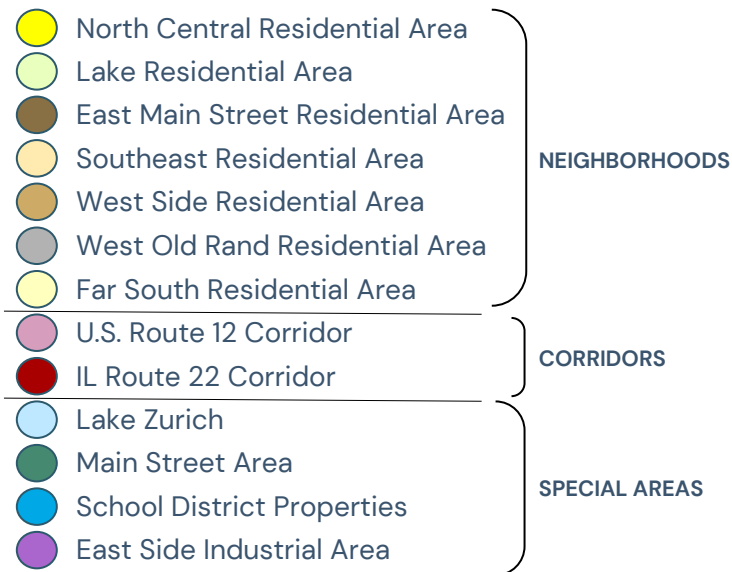 North Central Residential Area
Lake Residential Area
East Main Street Residential Area
Southeast Residential Area
West Side Residential Area
West Old Rand Residential Area
Far South Residential Area
NEIGHBORHOODS
U.S. Route 12 Corridor
IL Route 22 Corridor
CORRIDORS
Lake Zurich
Main Street Area
School District Properties
East Side Industrial Area
SPECIAL AREAS